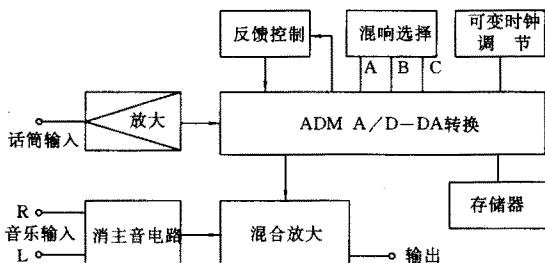 反馈控制
混响选择
可变时钟
调 节
A
B
C
放大
话筒输入
ADM A/D—DA转换
R
音乐输入
L
消主音电路
混合放大
存储器
输出